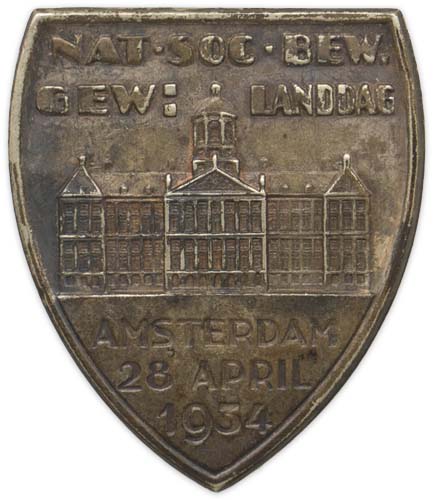 NAT·SOC·BEW.
GEW: LANDDAG
AMSTERDAM
28 APRIL
1934